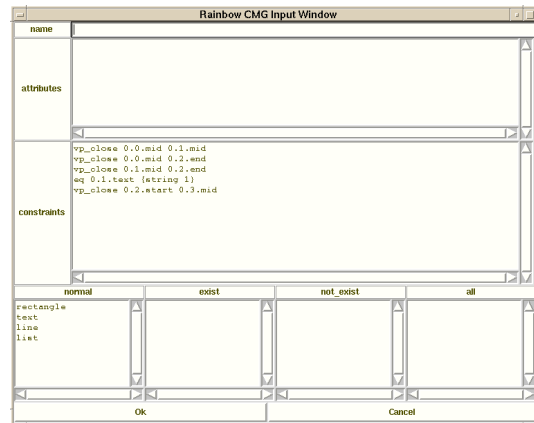 Rainbow CMG Input Window
name
attributes
vp_close 0.0.mid 0.1.mid
vp_close 0.0.mid 0.2.end
vp_close 0.1.mid 0.2.end
eq 0.1.text {string 1}
vp_close 0.2.start 0.3.mid
constraints
normal exist not_exist all
rectangle
text
line
list
Ok Cancel